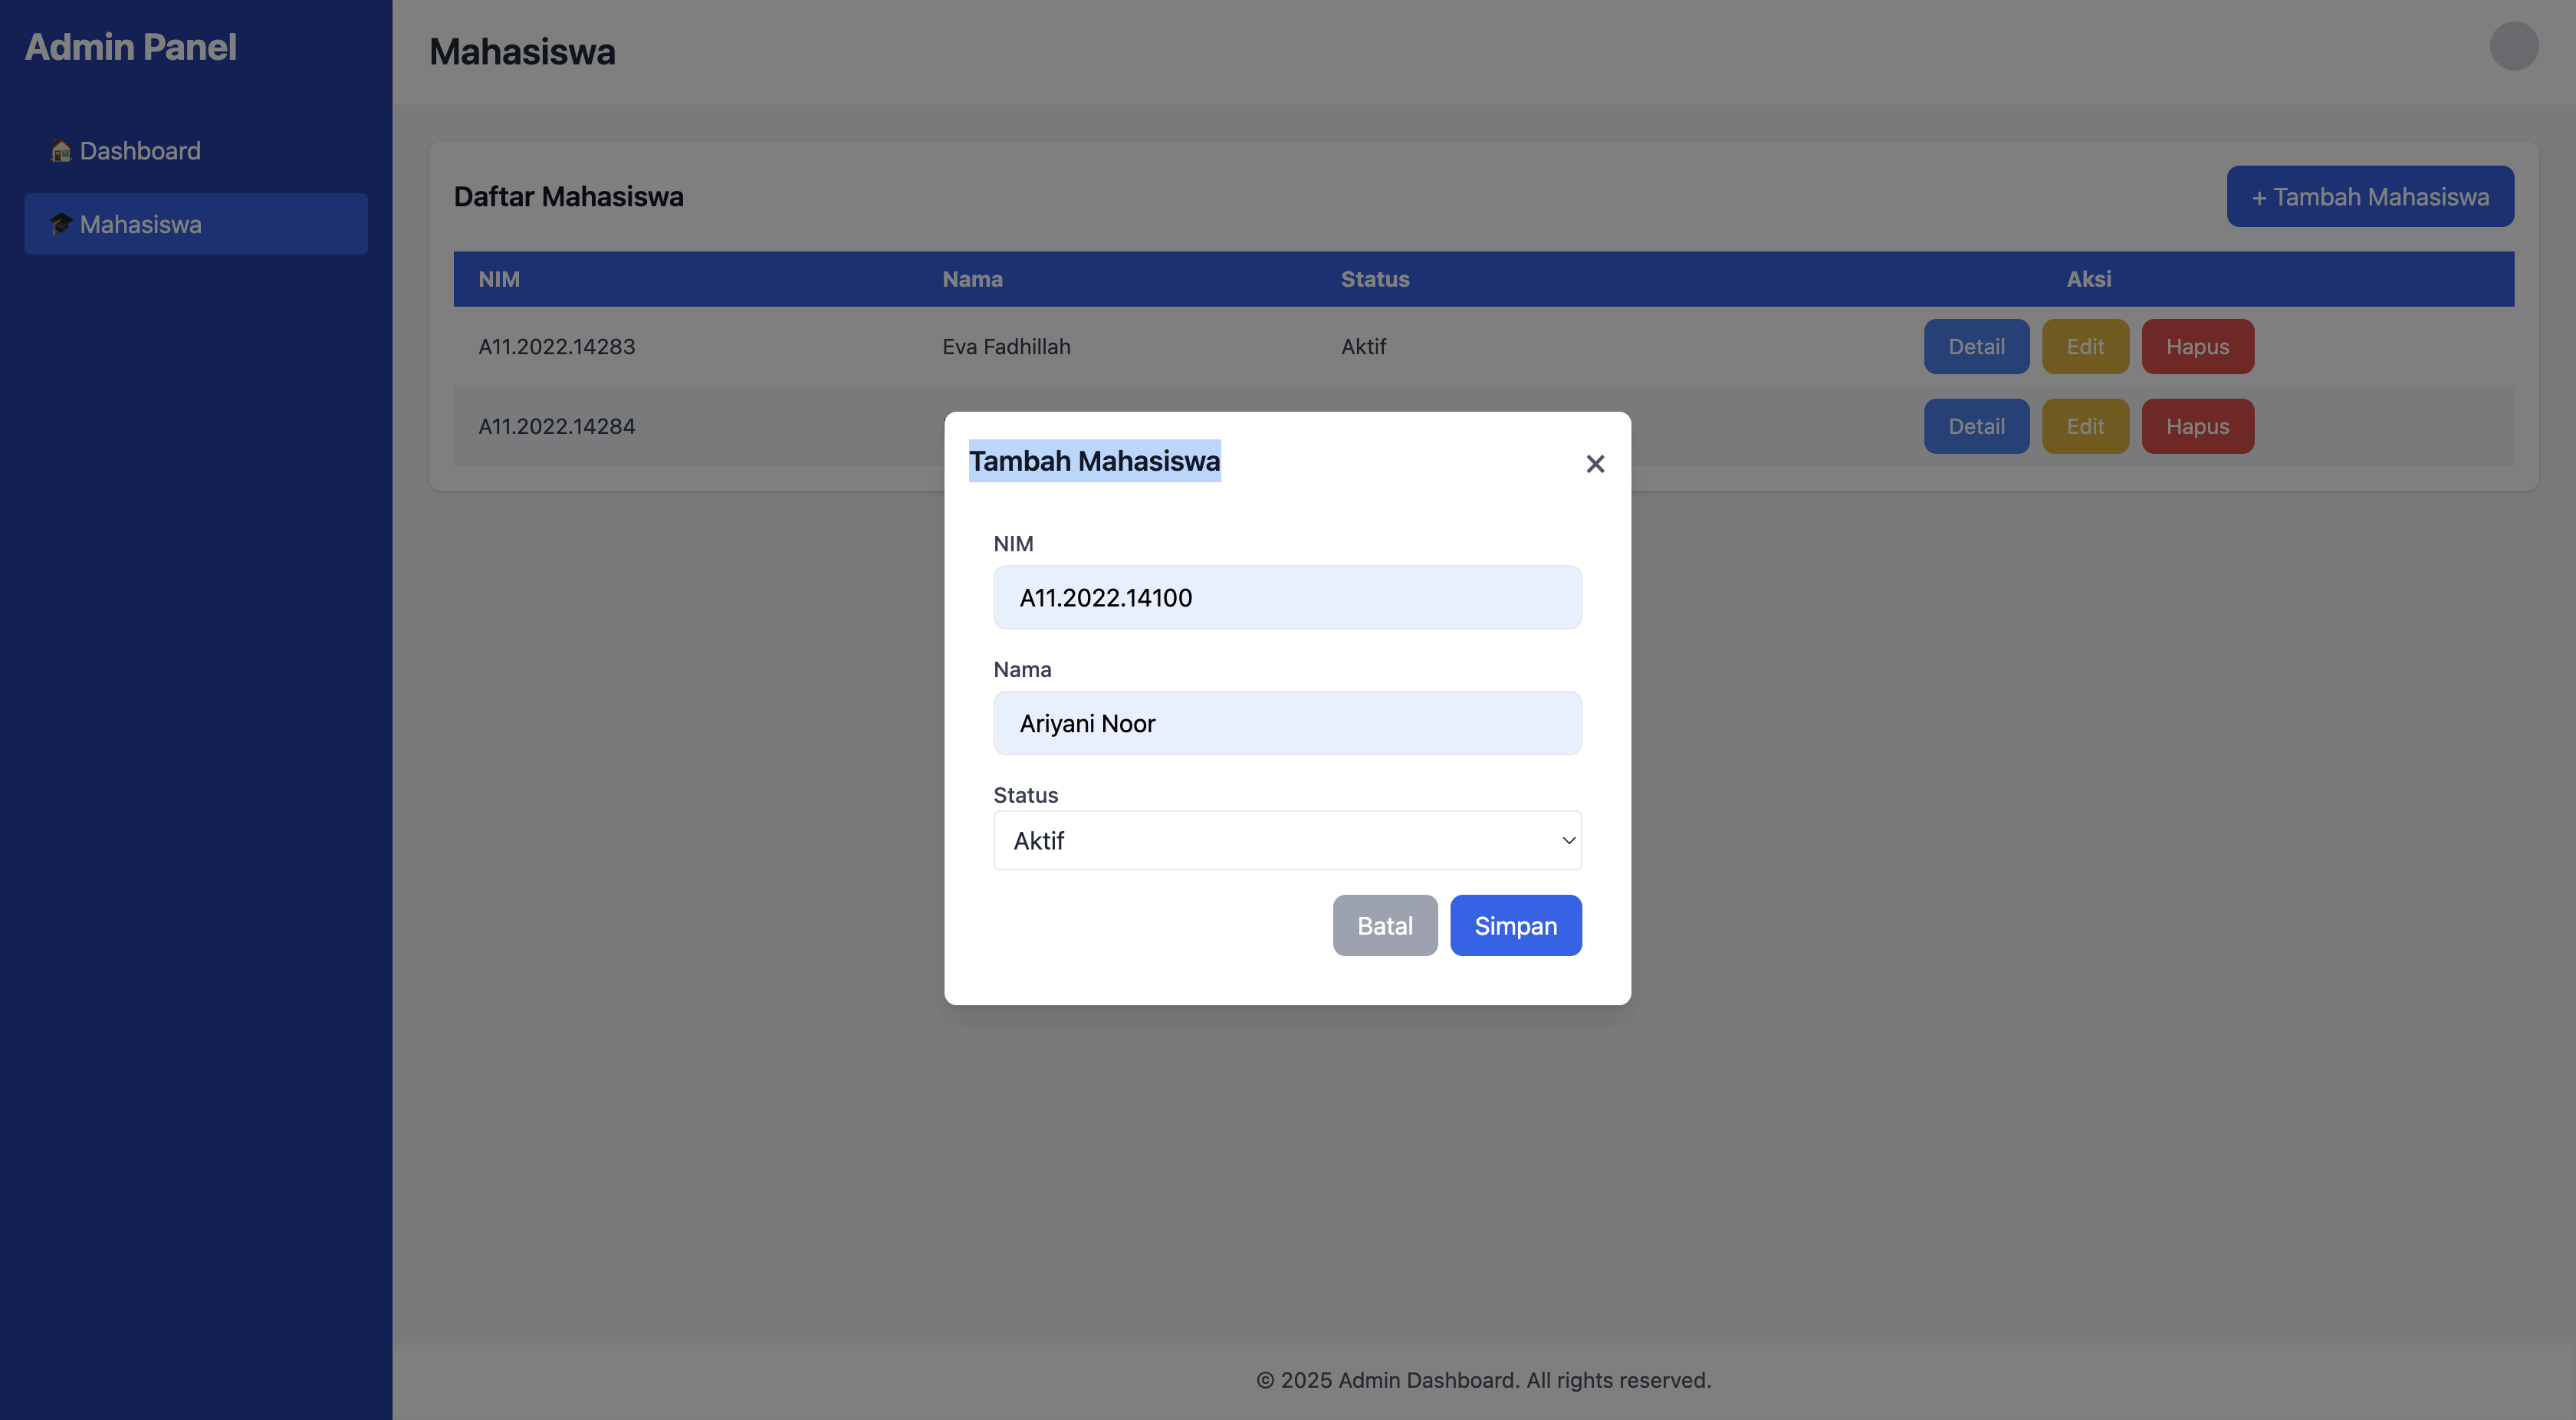 Admin Panel
🏠 Dashboard
🎓 Mahasiswa
Mahasiswa
Daftar Mahasiswa
+ Tambah Mahasiswa
NIM Nama Status Aksi
A11.2022.14283 Eva Fadhillah Aktif Detail Edit Hapus
A11.2022.14284 Detail Edit Hapus
Tambah Mahasiswa ×
NIM
A11.2022.14100
Nama
Ariyani Noor
Status
Aktif
Batal Simpan
© 2025 Admin Dashboard. All rights reserved.